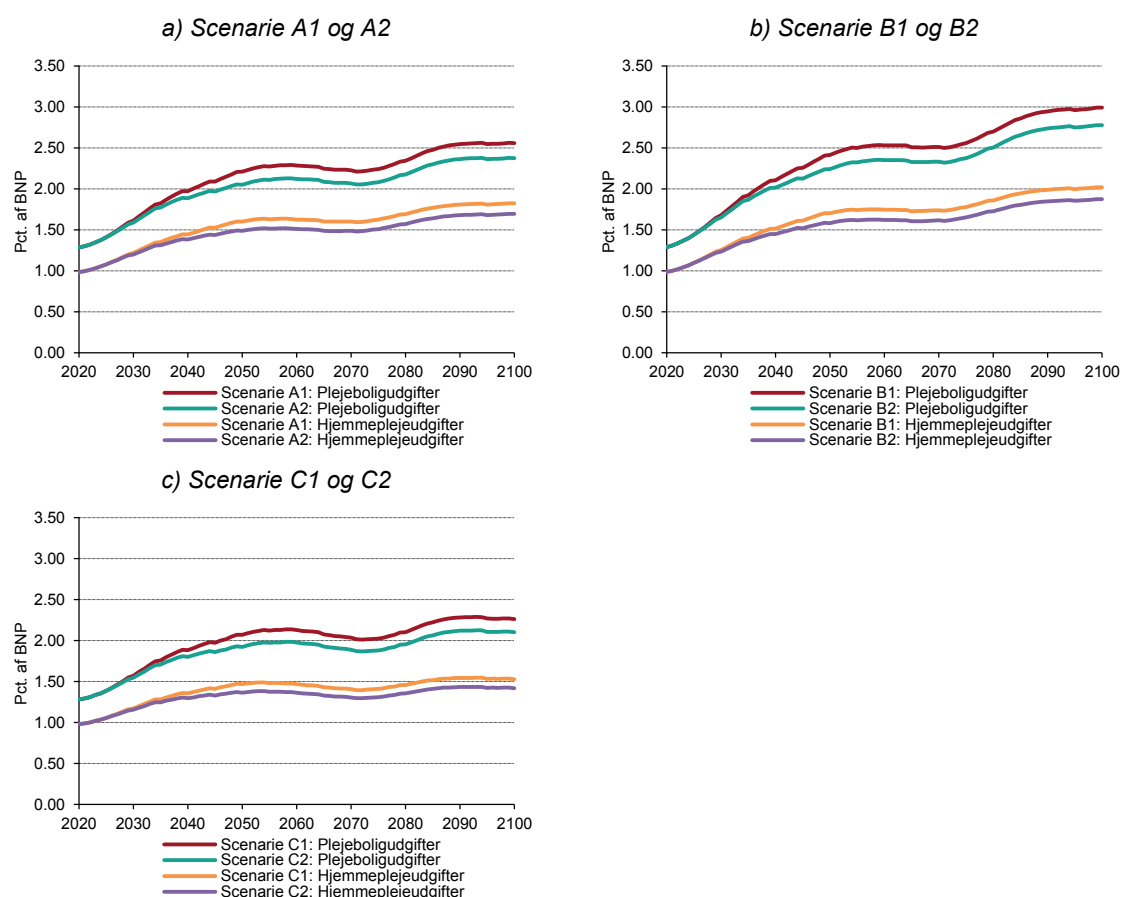 a) Scenarie A1 og A2
Pct. af BNP
3.50
3.00
2.50
2.00
1.50
1.00
0.50
0.00
2020 2030 2040 2050 2060 2070 2080 2090 2100
Scenarie A1: Plejeboligudgifter
Scenarie A2: Plejeboligudgifter
Scenarie A1: Hjemmeplejeudgifter
Scenarie A2: Hjemmeplejeudgifter
b) Scenarie B1 og B2
Pct. af BNP
3.50
3.00
2.50
2.00
1.50
1.00
0.50
0.00
2020 2030 2040 2050 2060 2070 2080 2090 2100
Scenarie B1: Plejeboligudgifter
Scenarie B2: Plejeboligudgifter
Scenarie B1: Hjemmeplejeudgifter
Scenarie B2: Hjemmeplejeudgifter
c) Scenarie C1 og C2
Pct. af BNP
3.50
3.00
2.50
2.00
1.50
1.00
0.50
0.00
2020 2030 2040 2050 2060 2070 2080 2090 2100
Scenarie C1: Plejeboligudgifter
Scenarie C2: Plejeboligudgifter
Scenarie C1: Hjemmeplejeudgifter
Scenarie C2: Hjemmeplejeudgifter